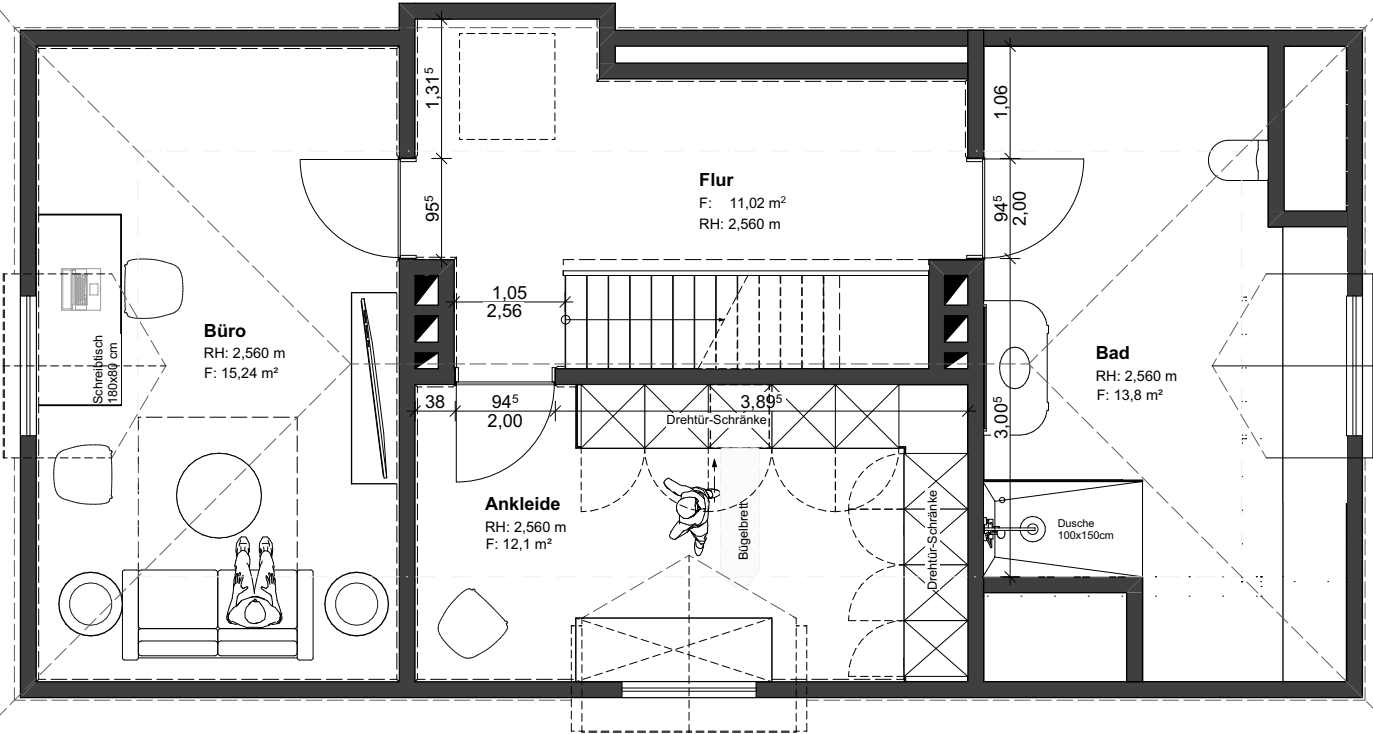 1,31⁵
95⁵
1,06
94⁵
2,00
Flur
F: 11,02 m²
RH: 2,560 m
1,05
2,56
Büro
RH: 2,560 m
F: 15,24 m²
Schreibtisch
180x80 cm
Bad
RH: 2,560 m
F: 13,8 m²
3,00⁵
38
94⁵
2,00
3,89⁵
Drehtür-Schränke
Ankleide
RH: 2,560 m
F: 12,1 m²
Bügelbrett
Drehtür-Schränke
Dusche
100x150cm